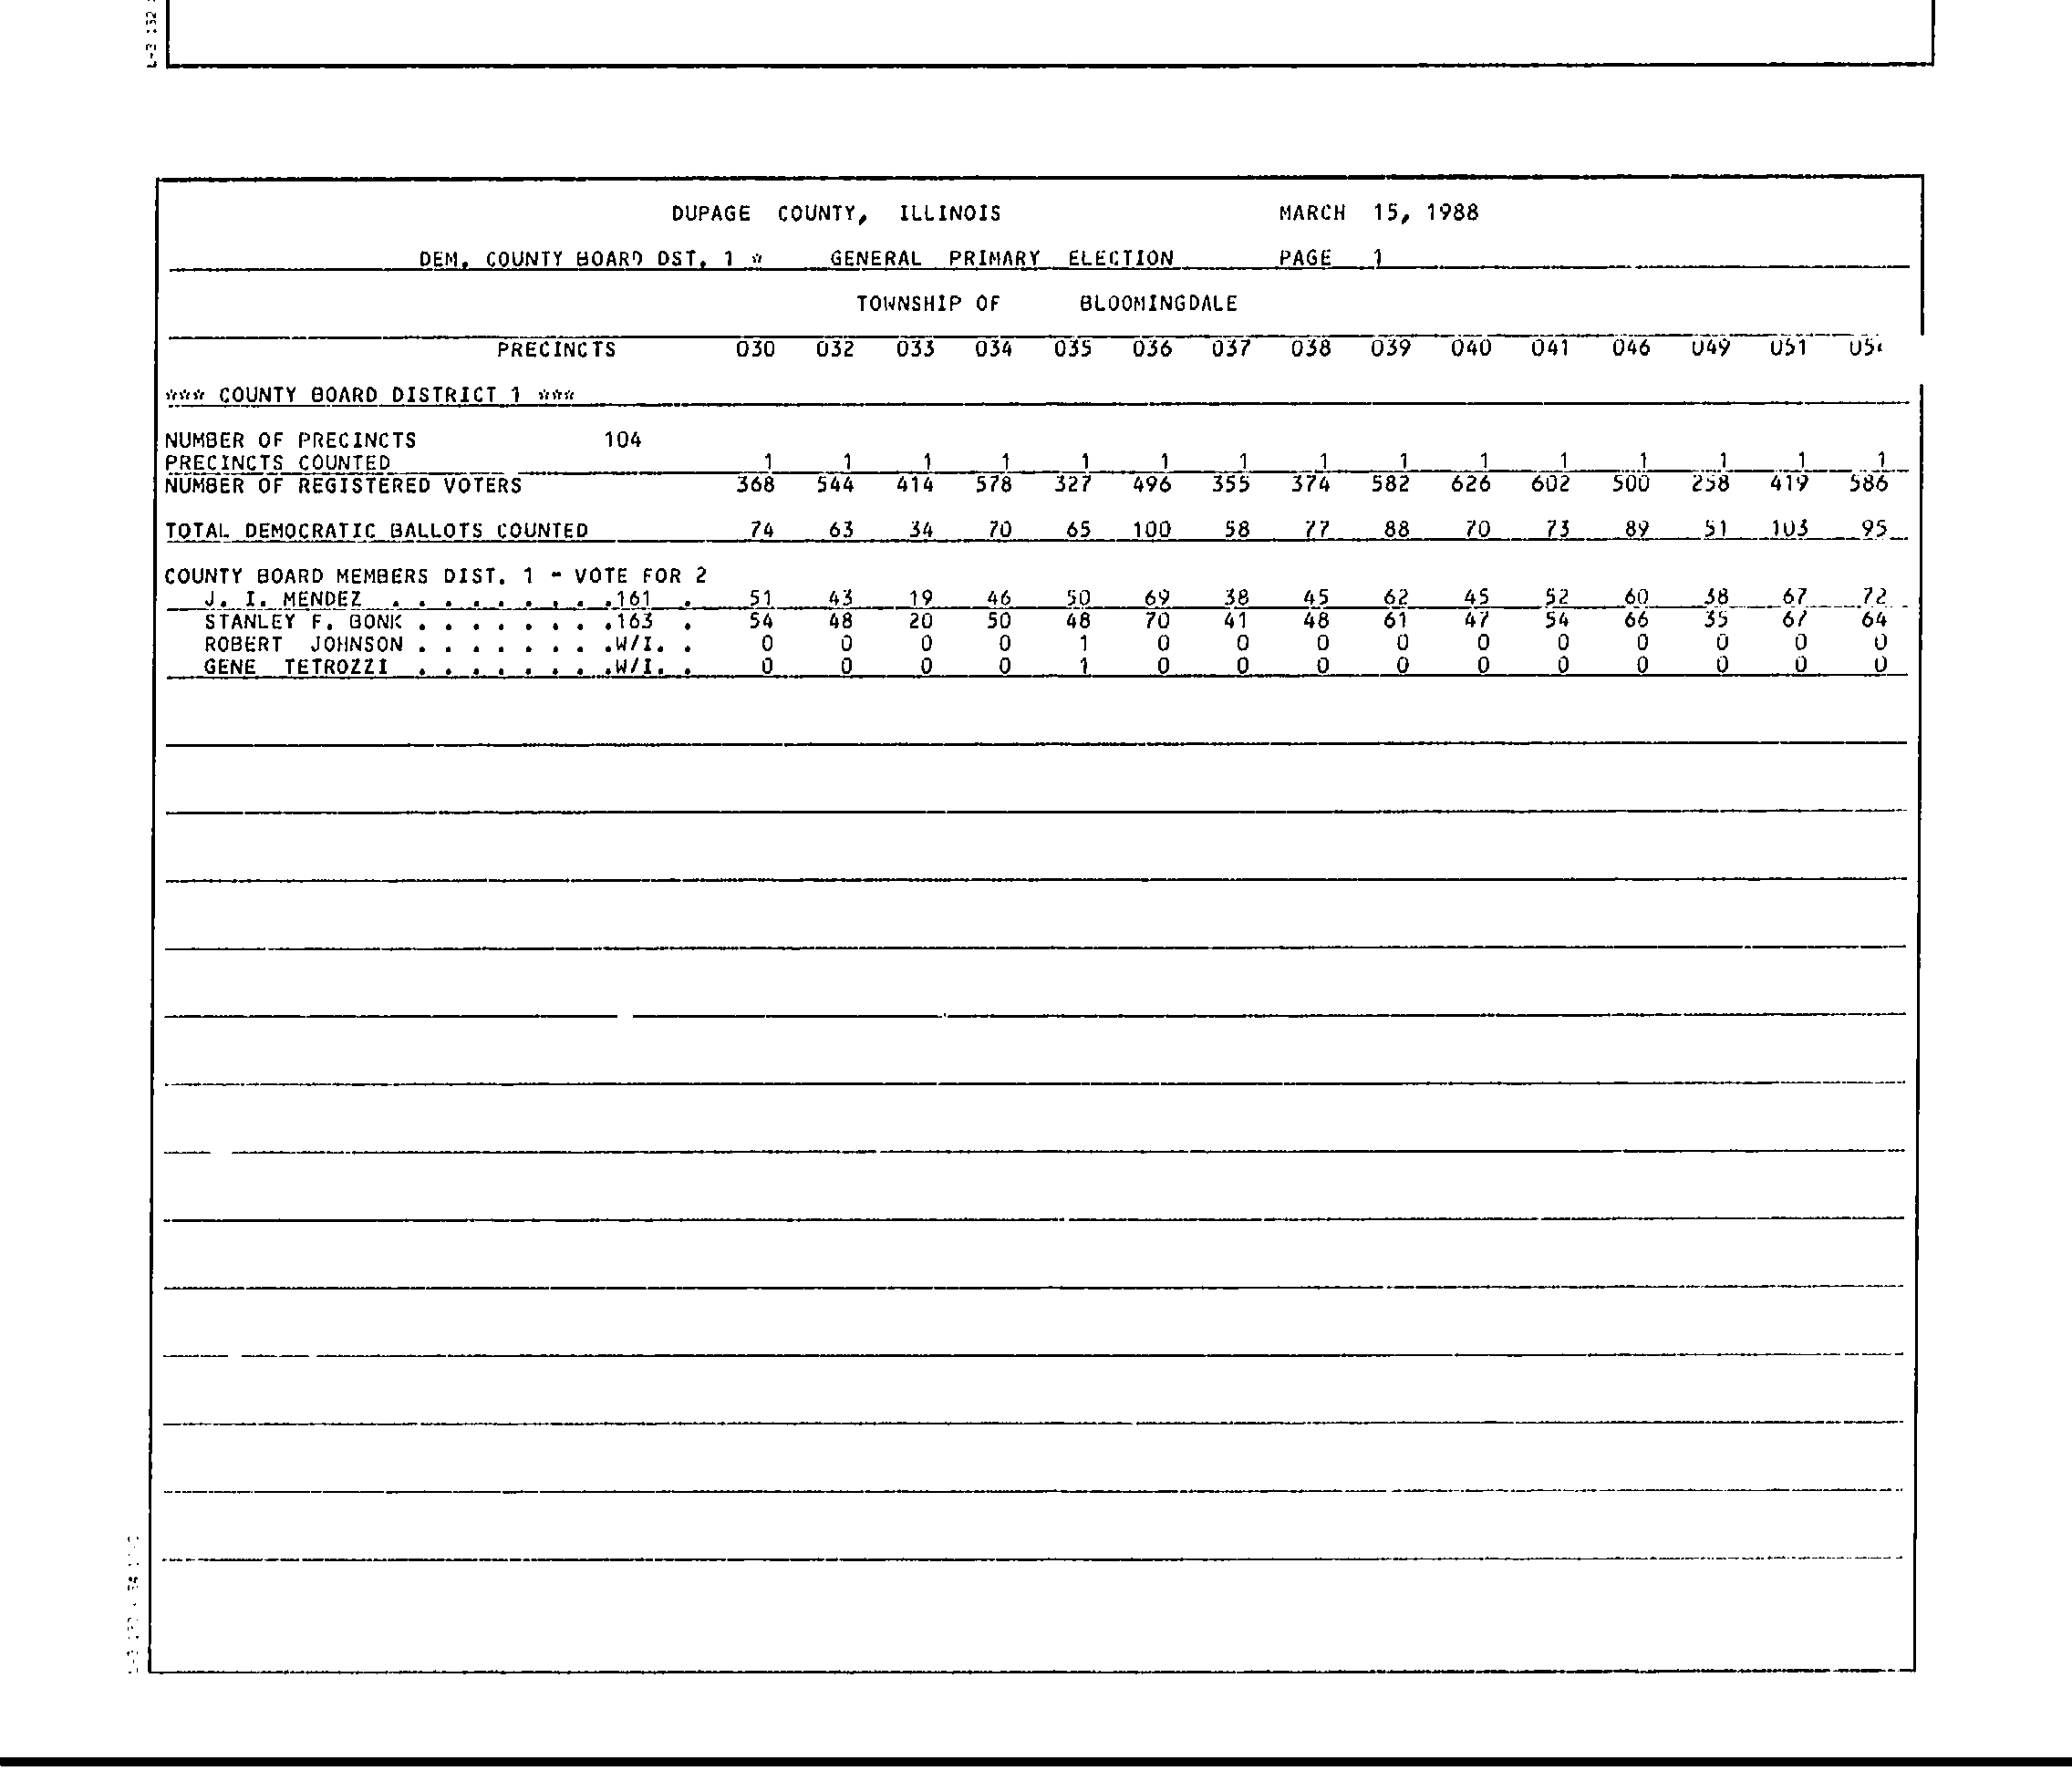 DUPAGE COUNTY, ILLINOIS MARCH 15, 1988
DEM. COUNTY BOARD DST. 1 * GENERAL PRIMARY ELECTION PAGE 1
TOWNSHIP OF BLOOMINGDALE
PRECINCTS 030 032 033 034 035 036 037 038 039 040 041 046 049 051
*** COUNTY BOARD DISTRICT 1 ***
NUMBER OF PRECINCTS 104
PRECINCTS COUNTED 1 1 1 1 1 1 1 1 1 1 1 1 1 1 1
NUMBER OF REGISTERED VOTERS 368 544 414 578 327 496 355 374 582 626 602 500 258 419 586
TOTAL DEMOCRATIC BALLOTS COUNTED 74 63 34 70 65 100 58 77 88 70 73 89 51 103 95
COUNTY BOARD MEMBERS DIST. 1 - VOTE FOR 2
J. I. MENDEZ . . . . . . . . .161 . 51 43 19 46 50 69 38 45 62 45 52 60 38 67 72
STANLEY F. BONK . . . . . . . .163 . 54 48 20 50 48 70 41 48 61 47 54 66 35 67 64
ROBERT JOHNSON . . . . . . . .W/I. . 0 0 0 0 1 0 0 0 0 0 0 0 0 0 0
GENE TETROZZI . . . . . . . .W/I. . 0 0 0 0 1 0 0 0 0 0 0 0 0 0 0